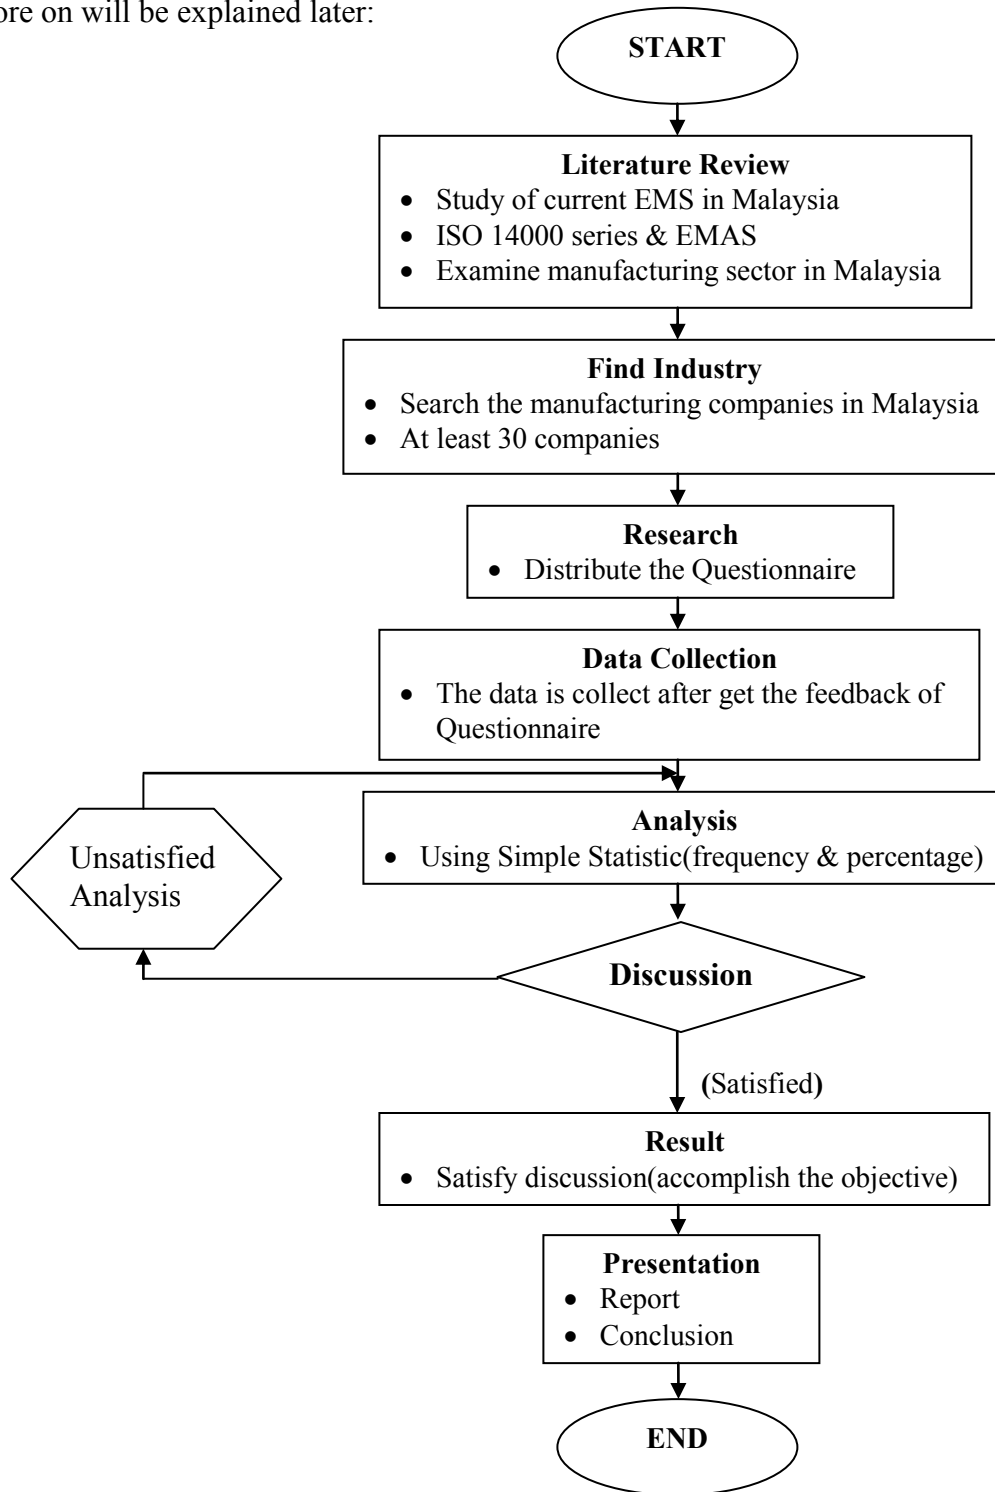 ore on will be explained later:
START
Literature Review
• Study of current EMS in Malaysia
• ISO 14000 series & EMAS
• Examine manufacturing sector in Malaysia
Find Industry
• Search the manufacturing companies in Malaysia
• At least 30 companies
Research
• Distribute the Questionnaire
Data Collection
• The data is collect after get the feedback of
Questionnaire
Analysis
• Using Simple Statistic(frequency & percentage)
Unsatisfied
Analysis
Discussion
(Satisfied)
Result
• Satisfy discussion(accomplish the objective)
Presentation
• Report
• Conclusion
END